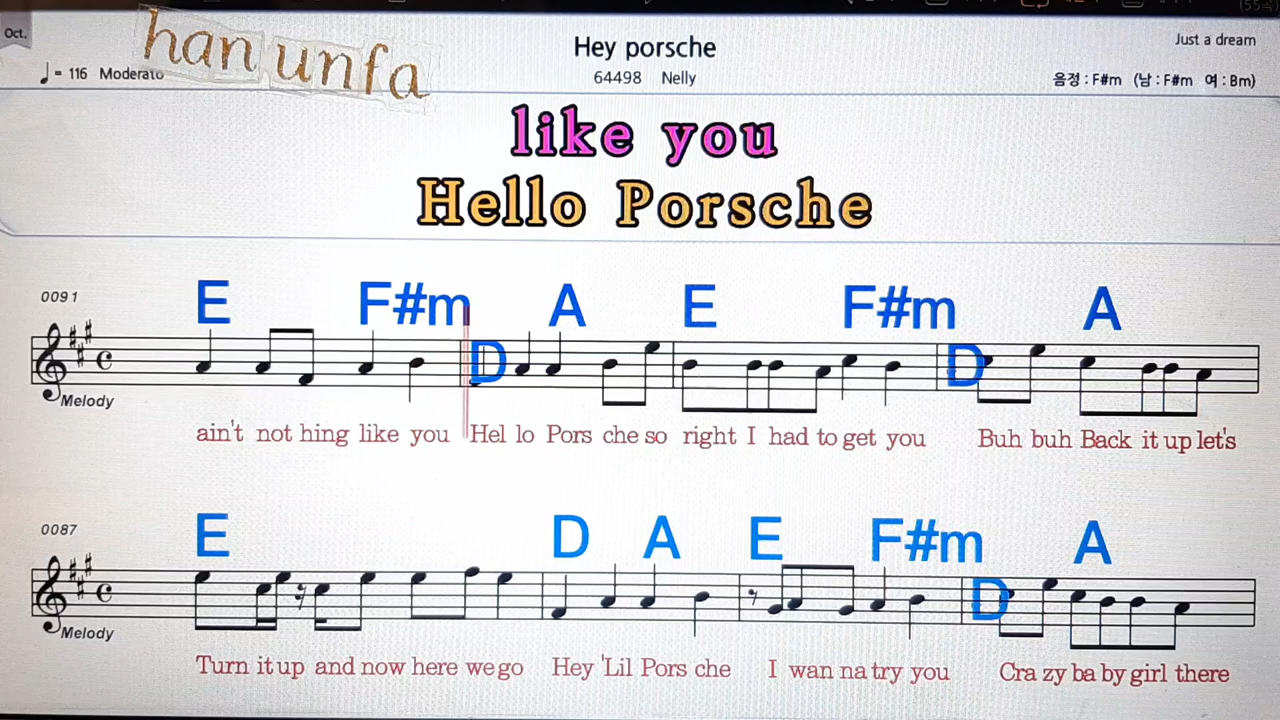 Oct.
han unfa
♩= 116 Moderato
Hey porsche
64498 Nelly
Just a dream
음정 : F#m (남 : F#m 여 : Bm)
like you
Hello Porsche
0091
E F#m D A E F#m D A
Melody
ain't not hing like you Hel lo Pors che so right I had to get you Buh buh Back it up let's
0087
E D A E F#m D A
Melody
Turn it up and now here we go Hey 'Lil Pors che I wan na try you Cra zy ba by girl there